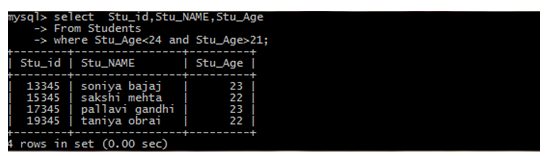 mysql> select  Stu_id,Stu_NAME,Stu_Age
    -> From Students
    -> where Stu_Age<24 and Stu_Age>21;
+--------+----------------+---------+
| Stu_id | Stu_NAME       | Stu_Age |
+--------+----------------+---------+
|  13345 | soniya bajaj   |      23 |
|  15345 | sakshi mehta   |      22 |
|  17345 | pallavi gandhi |      23 |
|  19345 | taniya obrai   |      22 |
+--------+----------------+---------+
4 rows in set (0.00 sec)